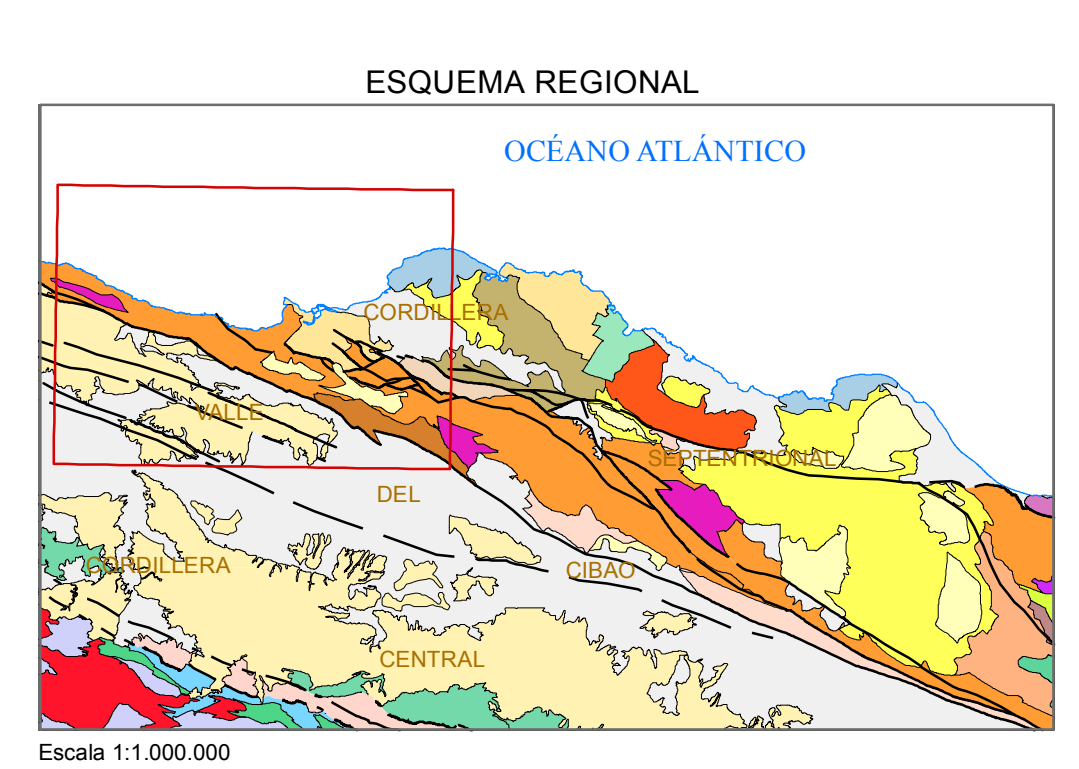 ESQUEMA REGIONAL
OCÉANO ATLÁNTICO
CORDILLERA
VALLE
SEPTENTRIONAL
DEL
CORDILLERA
CIBAO
CENTRAL
Escala 1:1.000.000